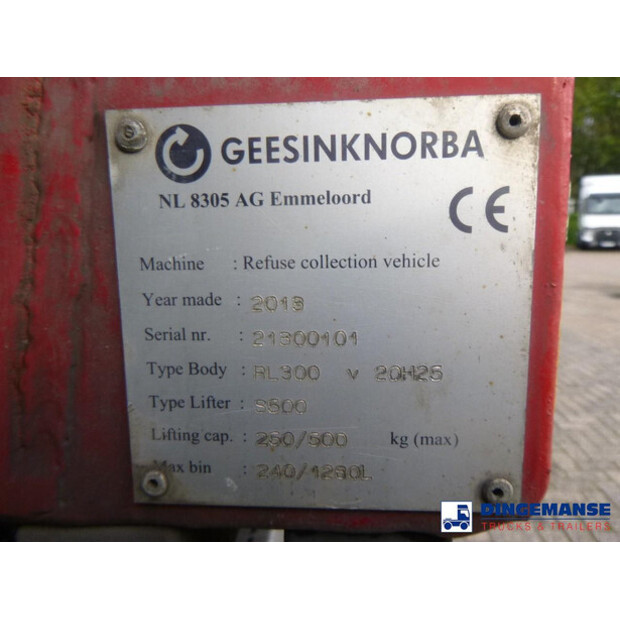 GEESINKNORBA
NL 8305 AG Emmeloord
CE
Machine : Refuse collection vehicle
Year made : 2013
Serial nr. : 21300101
Type Body : RL300 v 20H25
Type Lifter : S500
Lifting cap. : 250/500 kg (max)
Max bin : 240/1280L
DINGEMANSE
TRUCKS & TRAILERS